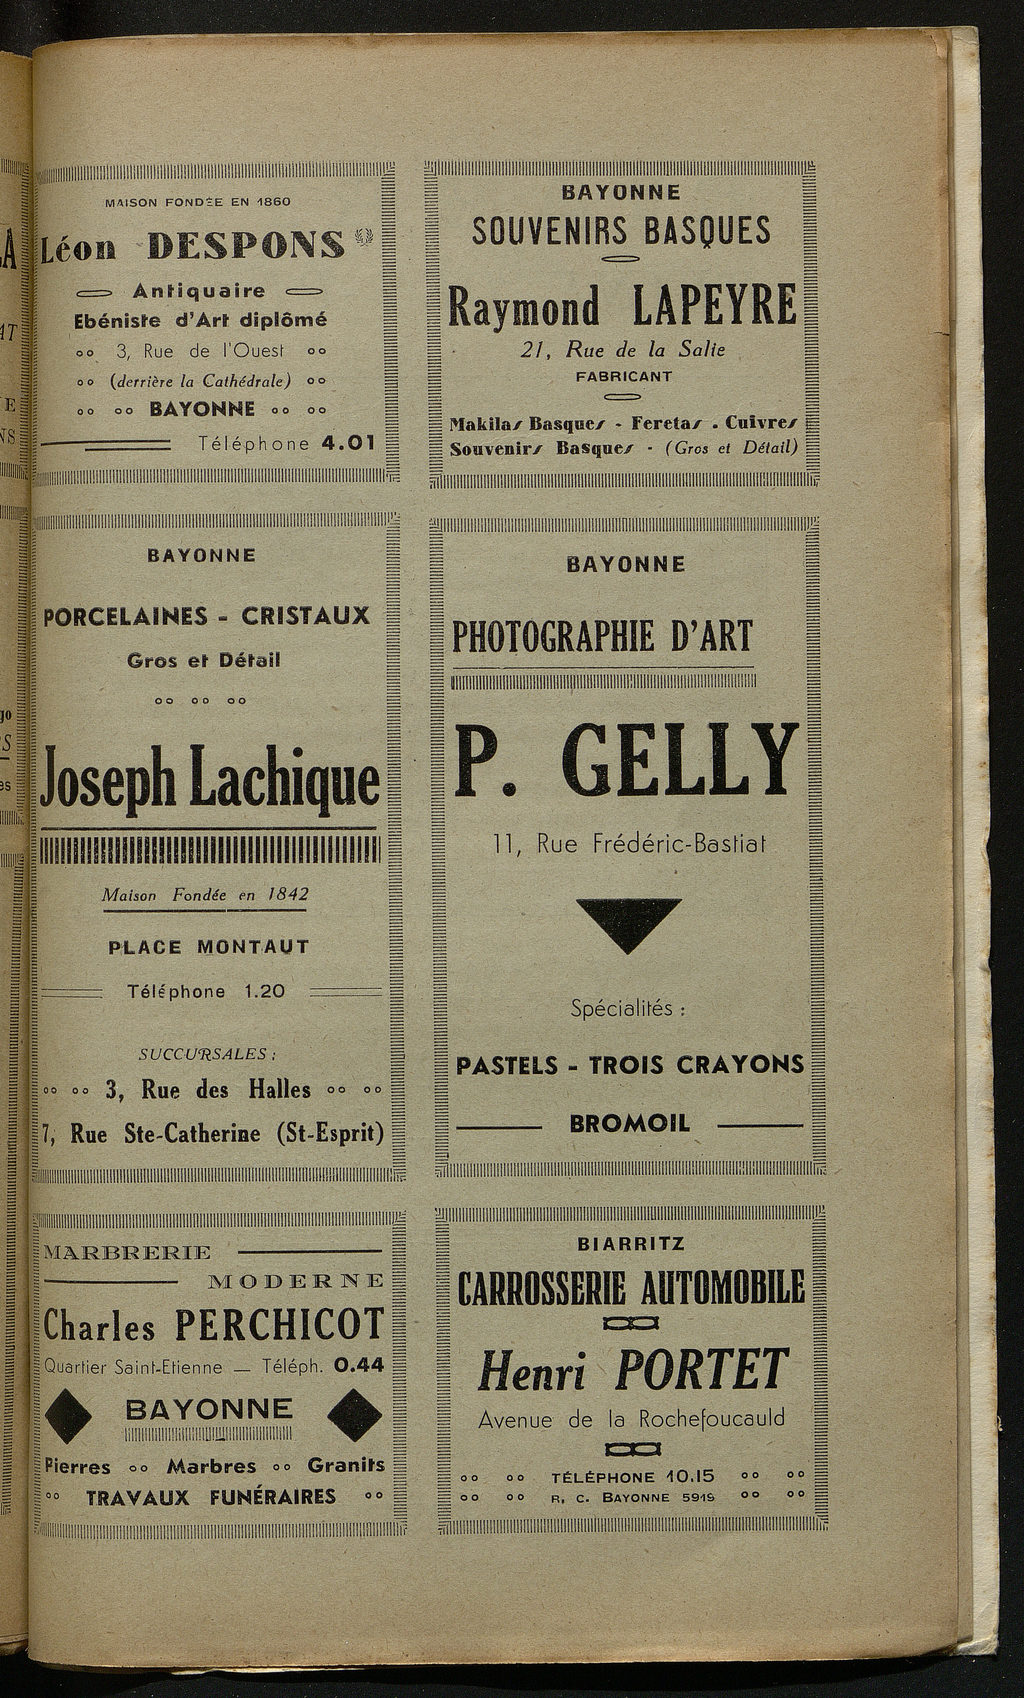 MAISON FONDÉE EN 1860
Léon DESPONS
Antiquaire
Ebéniste d'Art diplômé
3, Rue de l'Ouest
(derrière la Cathédrale)
BAYONNE
Téléphone 4.01
BAYONNE
SOUVENIRS BASQUES
Raymond LAPEYRE
21, Rue de la Salie
FABRICANT
Makilas Basques - Feretas . Cuivres
Souvenirs Basques - (Gros et Détail)
BAYONNE
PORCELAINES - CRISTAUX
Gros et Détail
Joseph Lachique
Maison Fondée en 1842
PLACE MONTAUT
Téléphone 1.20
SUCCURSALES :
3, Rue des Halles
7, Rue Ste-Catherine (St-Esprit)
BAYONNE
PHOTOGRAPHIE D'ART
P. GELLY
11, Rue Frédéric-Bastiat
Spécialités :
PASTELS - TROIS CRAYONS
BROMOIL
MARBRERIE
MODERNE
Charles PERCHICOT
Quartier Saint-Etienne — Téléph. 0.44
BAYONNE
Pierres Marbres Granits
TRAVAUX FUNÉRAIRES
BIARRITZ
CARROSSERIE AUTOMOBILE
Henri PORTET
Avenue de la Rochefoucauld
TÉLÉPHONE 10.15
R. C. BAYONNE